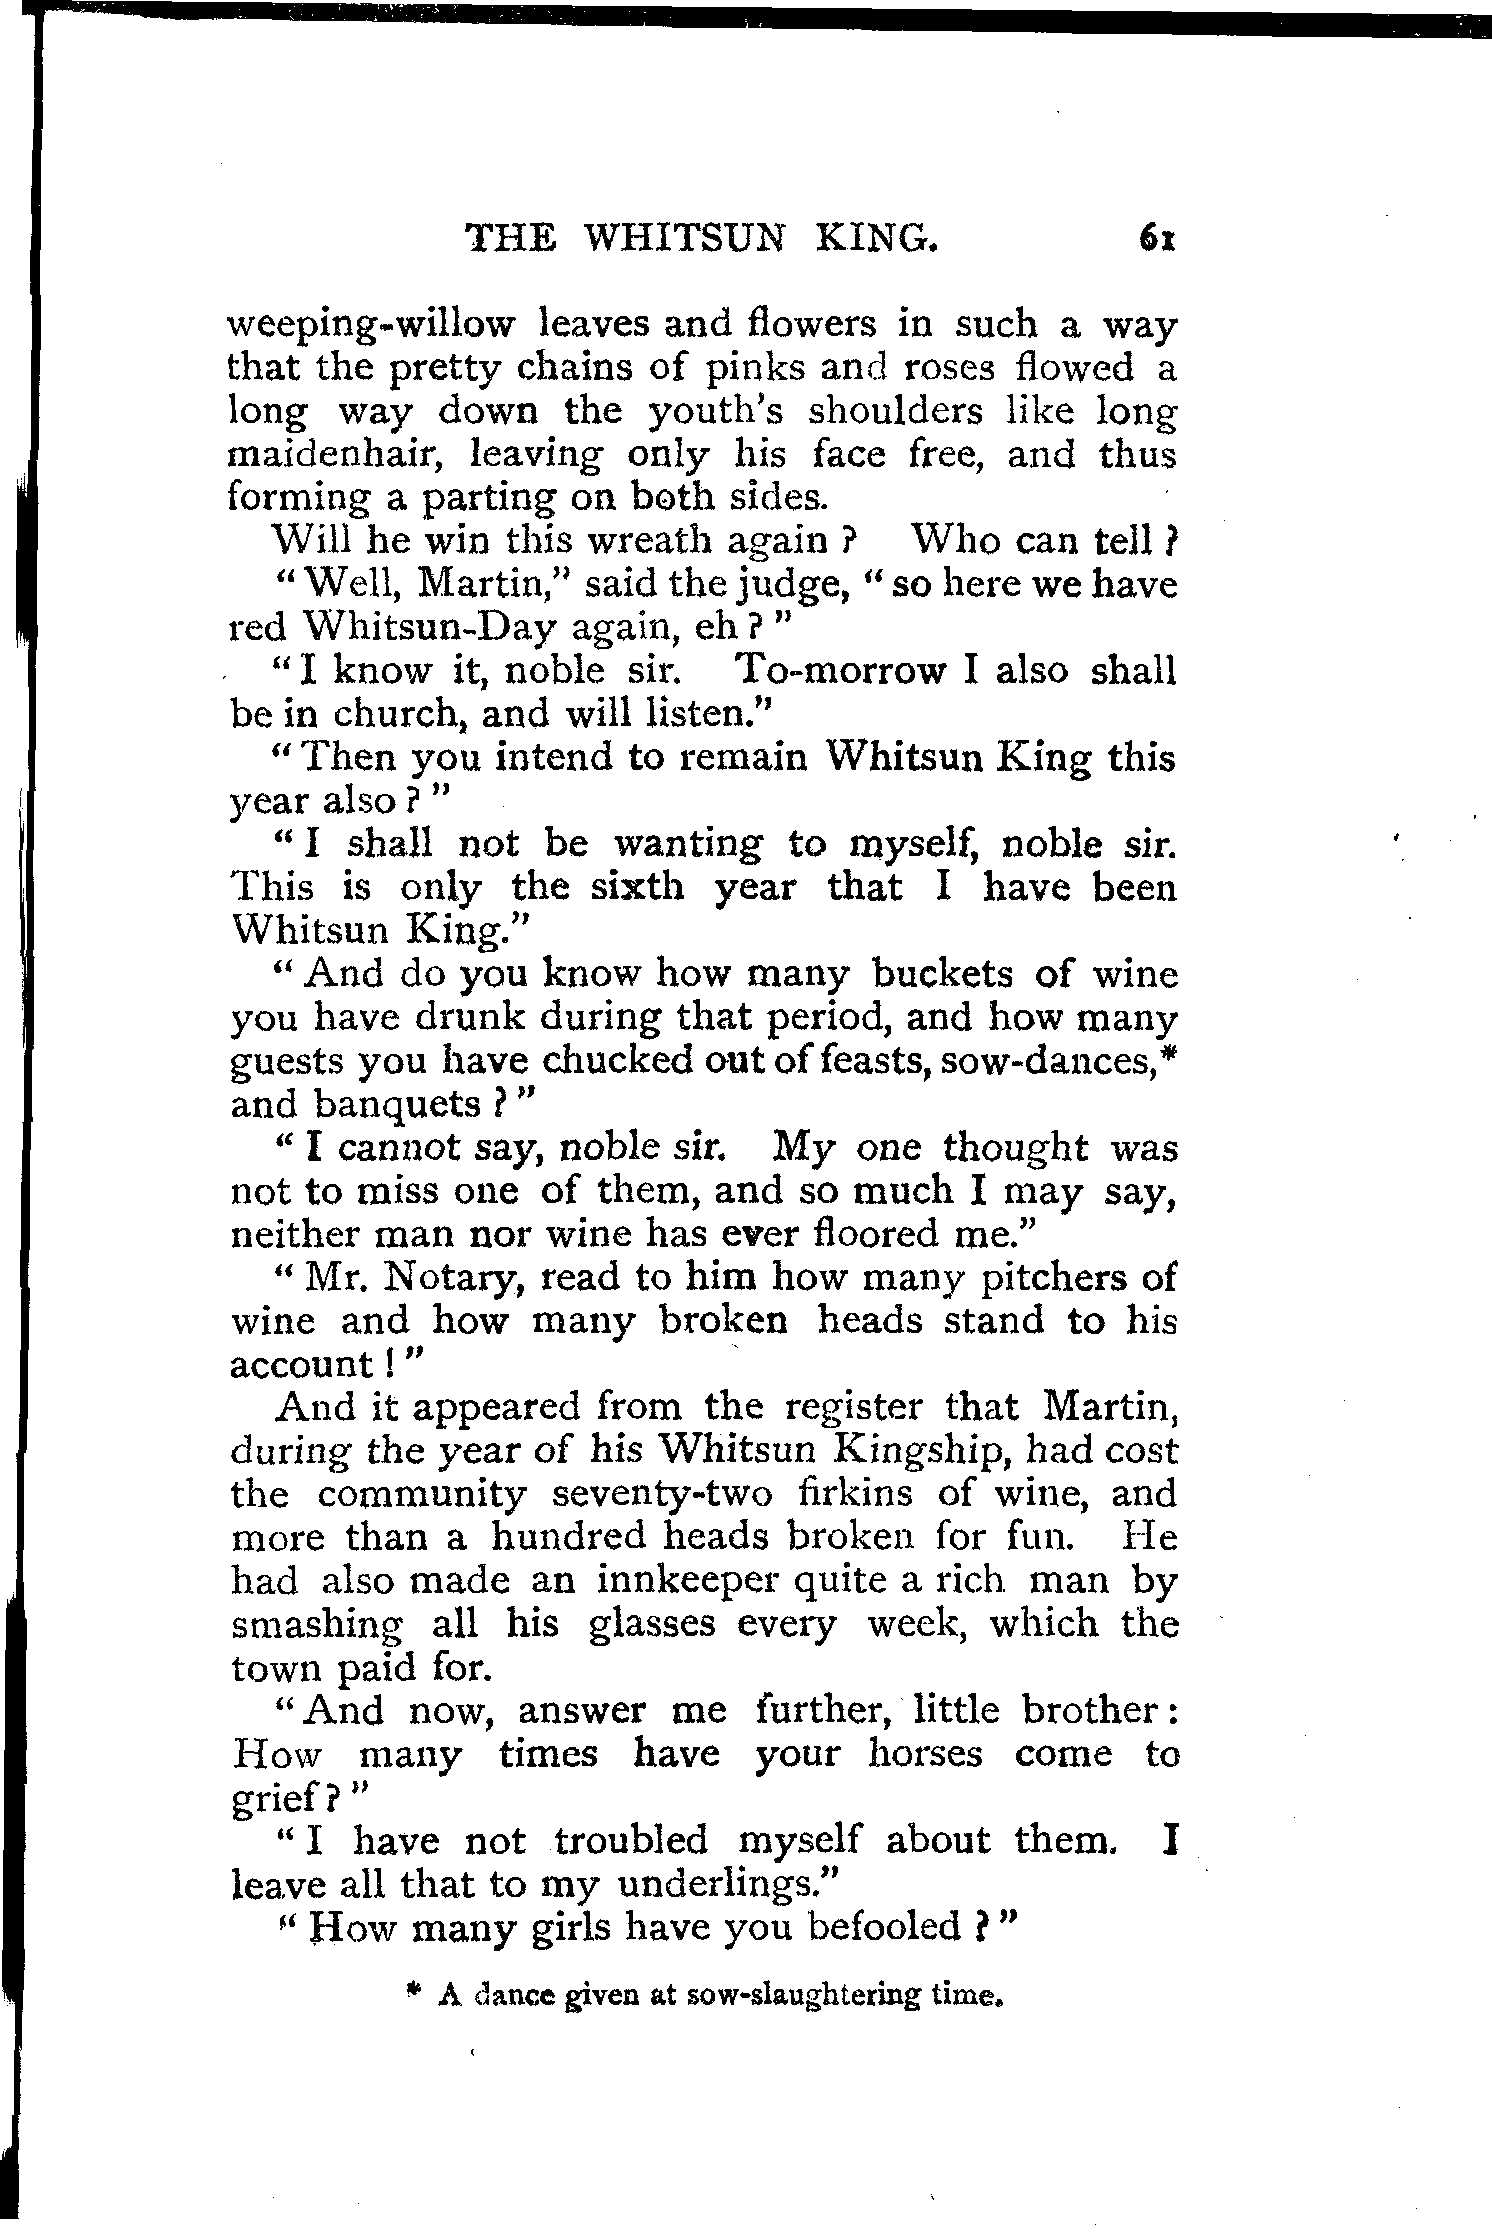 THE WHITSUN KING. 61
weeping-willow leaves and flowers in such a way
that the pretty chains of pinks and roses flowed a
long way down the youth's shoulders like long
maidenhair, leaving only his face free, and thus
forming a parting on both sides.
Will he win this wreath again ? Who can tell ?
“ Well, Martin,” said the judge, “ so here we have
red Whitsun-Day again, eh ? ”
“ I know it, noble sir. To-morrow I also shall
be in church, and will listen.”
“ Then you intend to remain Whitsun King this
year also ? ”
“ I shall not be wanting to myself, noble sir.
This is only the sixth year that I have been
Whitsun King.”
“ And do you know how many buckets of wine
you have drunk during that period, and how many
guests you have chucked out of feasts, sow-dances,*
and banquets ? ”
“ I cannot say, noble sir. My one thought was
not to miss one of them, and so much I may say,
neither man nor wine has ever floored me.”
“ Mr. Notary, read to him how many pitchers of
wine and how many broken heads stand to his
account ! ”
And it appeared from the register that Martin,
during the year of his Whitsun Kingship, had cost
the community seventy-two firkins of wine, and
more than a hundred heads broken for fun. He
had also made an innkeeper quite a rich man by
smashing all his glasses every week, which the
town paid for.
“ And now, answer me further, little brother :
How many times have your horses come to
grief ? ”
“ I have not troubled myself about them. I
leave all that to my underlings.”
“ How many girls have you befooled ? ”
* A dance given at sow-slaughtering time.